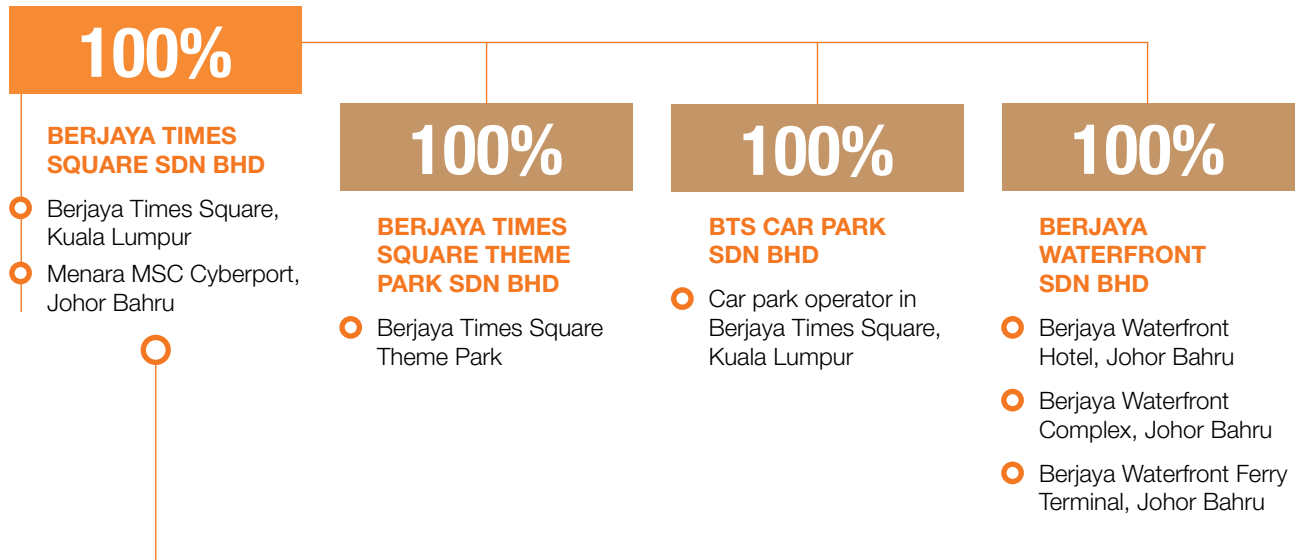 100%
BERJAYA TIMES
SQUARE SDN BHD
Berjaya Times Square,
Kuala Lumpur
Menara MSC Cyberport,
Johor Bahru
100%
BERJAYA TIMES
SQUARE THEME
PARK SDN BHD
Berjaya Times Square
Theme Park
100%
BTS CAR PARK
SDN BHD
Car park operator in
Berjaya Times Square,
Kuala Lumpur
100%
BERJAYA
WATERFRONT
SDN BHD
Berjaya Waterfront
Hotel, Johor Bahru
Berjaya Waterfront
Complex, Johor Bahru
Berjaya Waterfront Ferry
Terminal, Johor Bahru